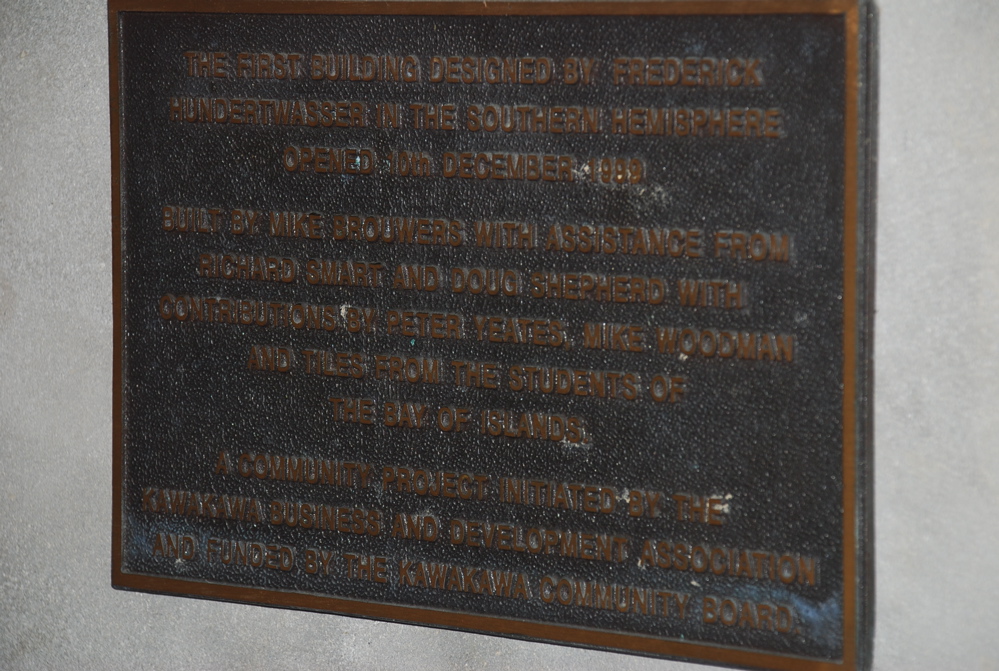 THE FIRST BUILDING DESIGNED BY FREDERICK
HUNDERTWASSER IN THE SOUTHERN HEMISPHERE
OPENED 10th DECEMBER 1999
BUILT BY MIKE BROUWERS WITH ASSISTANCE FROM
RICHARD SMART AND DOUG SHEPHERD WITH
CONTRIBUTIONS BY PETER YEATES, MIKE WOODMAN
AND TILES FROM THE STUDENTS OF
THE BAY OF ISLANDS.
A COMMUNITY PROJECT INITIATED BY THE
KAWAKAWA BUSINESS AND DEVELOPMENT ASSOCIATION
AND FUNDED BY THE KAWAKAWA COMMUNITY BOARD.